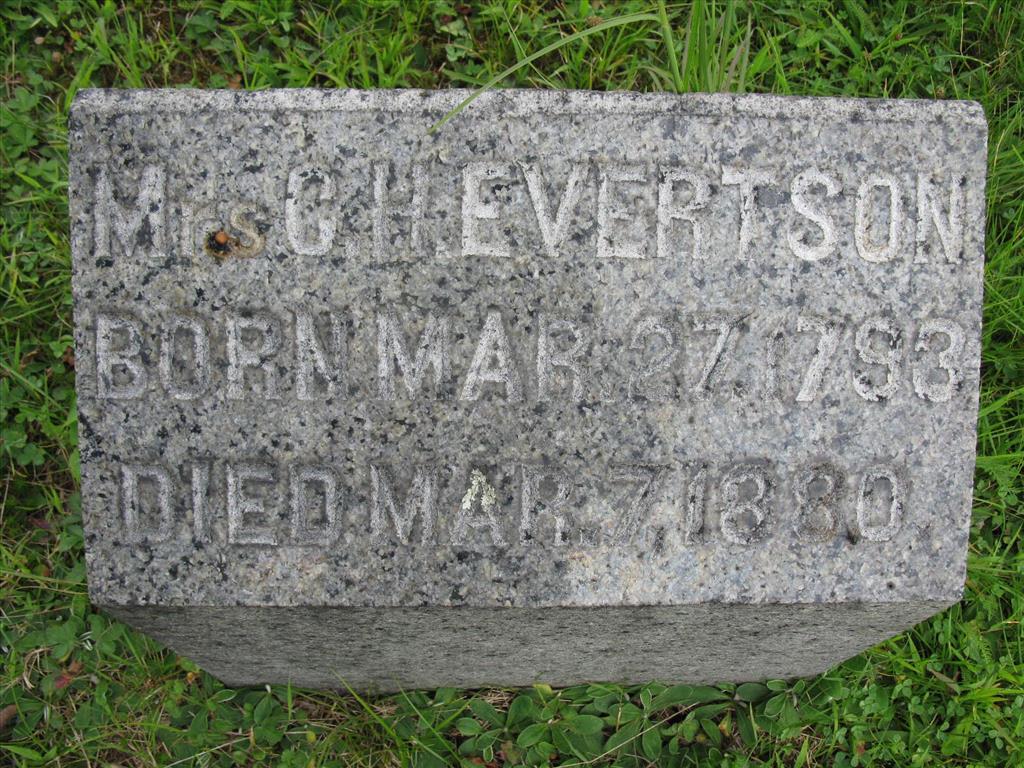 Mrs C.H.EVERTSON
BORN MAR.27,1793
DIED MAR.7,1880